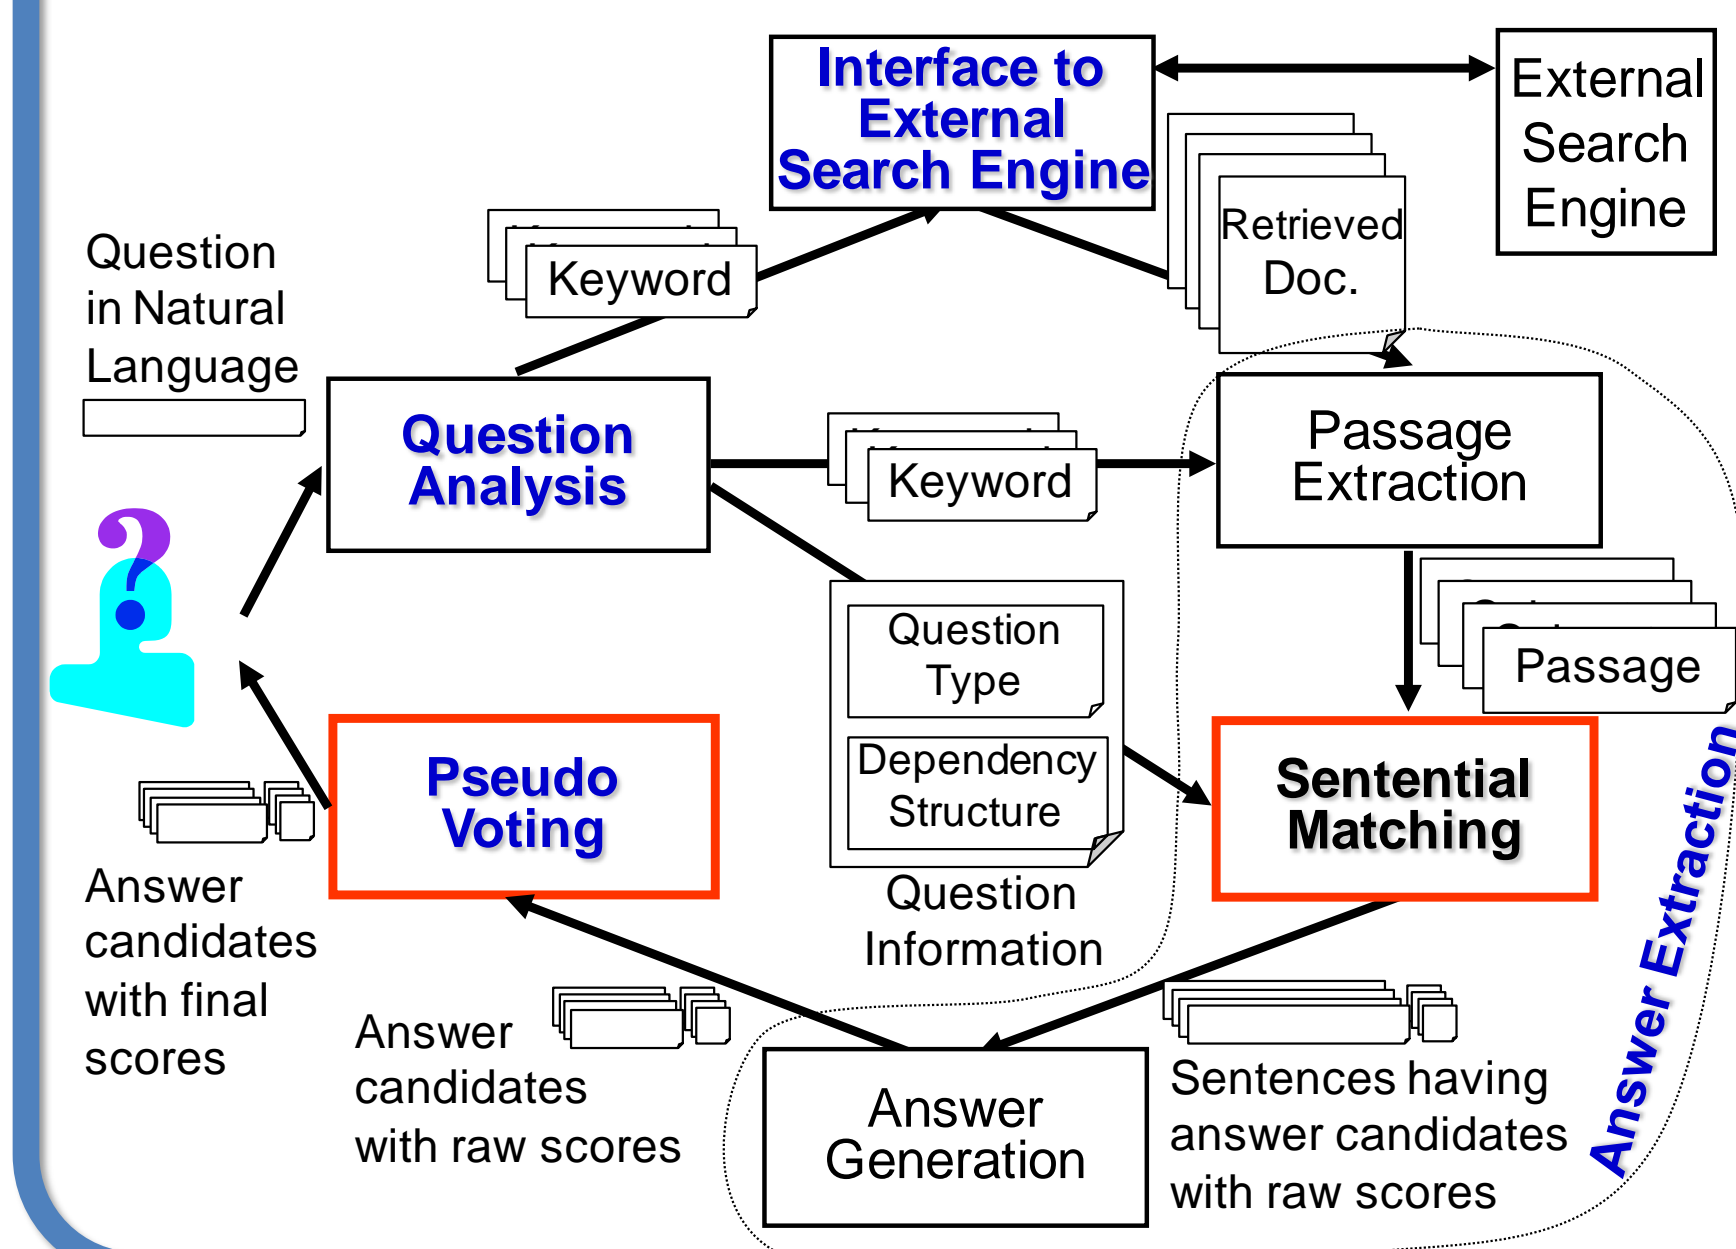 Interface to
External
Search Engine
External
Search
Engine
Retrieved
Doc.
Keyword
Question
in Natural
Language
Question
Analysis
Keyword
Passage
Extraction
Question
Type
Dependency
Structure
Question
Information
Passage
Pseudo
Voting
Sentential
Matching
Answer Extraction
Answer
candidates
with final
scores
Answer
candidates
with raw scores
Answer
Generation
Sentences having
answer candidates
with raw scores
?